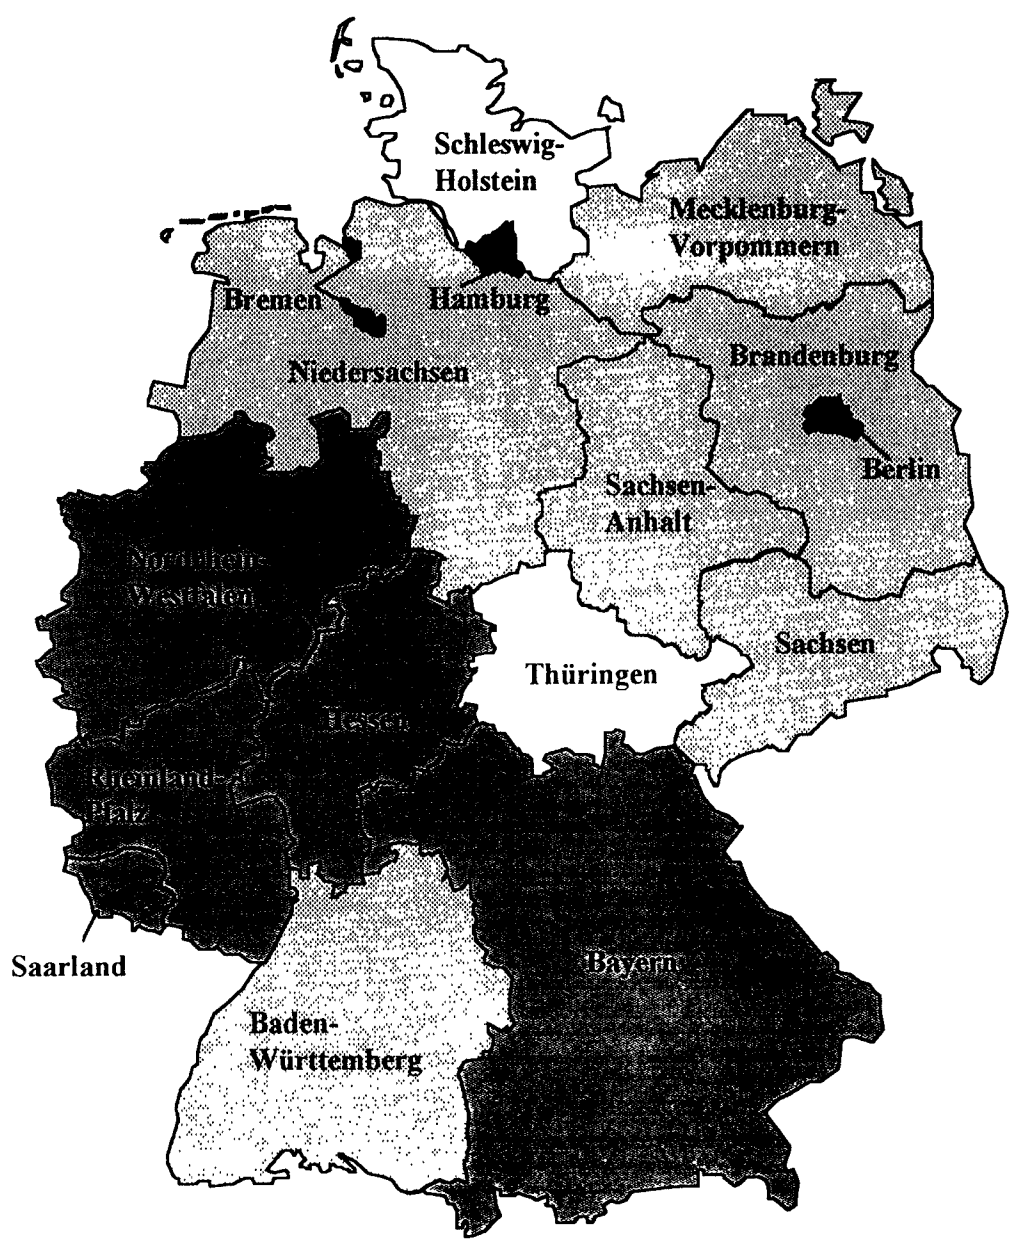 Schleswig-
Holstein
Mecklenburg-
Vorpommern
Bremen
Hamburg
Niedersachsen
Brandenburg
Berlin
Sachsen-
Anhalt
Nordrhein-
Westfalen
Sachsen
Thüringen
Hessen
Rheinland-
Pfalz
Saarland
Bayern
Baden-
Württemberg